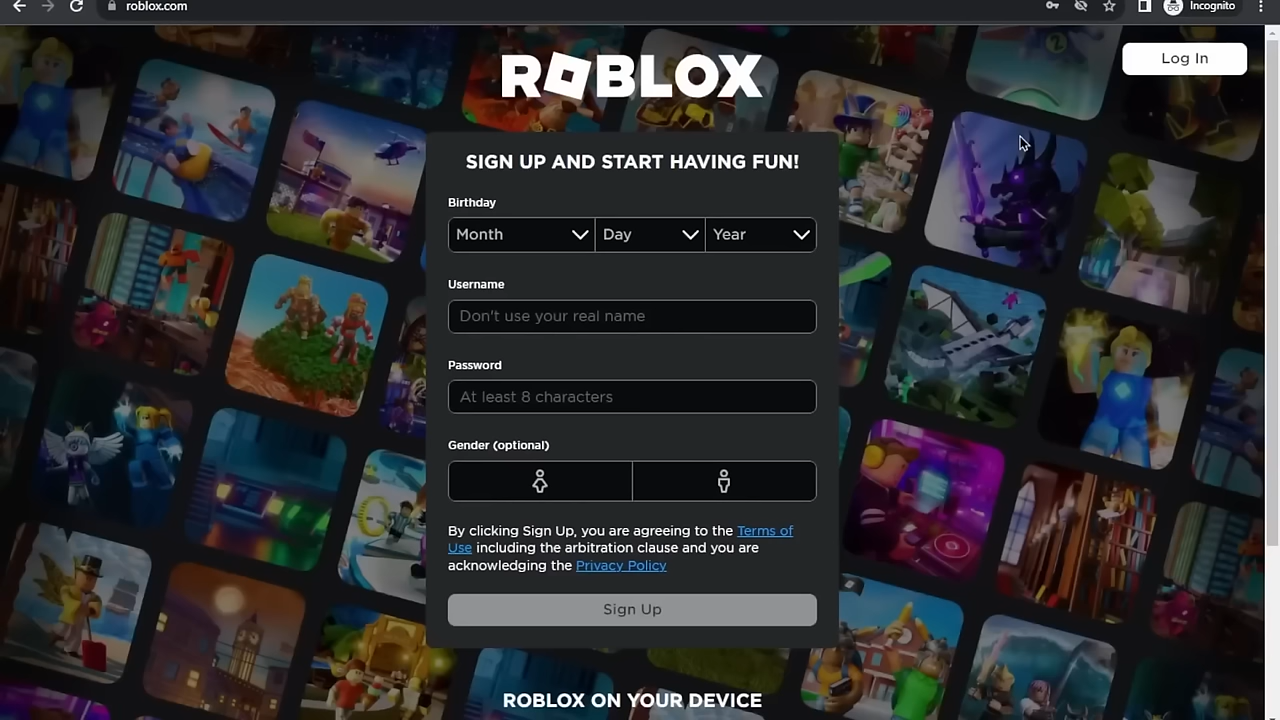 roblox.com
Incognito
Log In
ROBLOX
SIGN UP AND START HAVING FUN!
Birthday
Month Day Year
Username
Don't use your real name
Password
At least 8 characters
Gender (optional)
By clicking Sign Up, you are agreeing to the Terms of
Use including the arbitration clause and you are
acknowledging the Privacy Policy
Sign Up
ROBLOX ON YOUR DEVICE